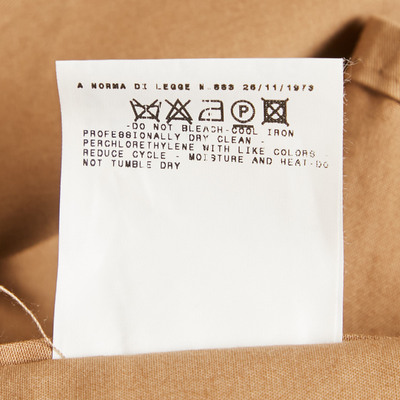 A NORMA DI LEGGE N.883 26/11/1973
P
-DO NOT BLEACH-COOL IRON
PROFESSIONALLY DRY CLEAN -
PERCHLORETHYLENE WITH LIKE COLORS -
REDUCE CYCLE - MOISTURE AND HEAT-DO
NOT TUMBLE DRY